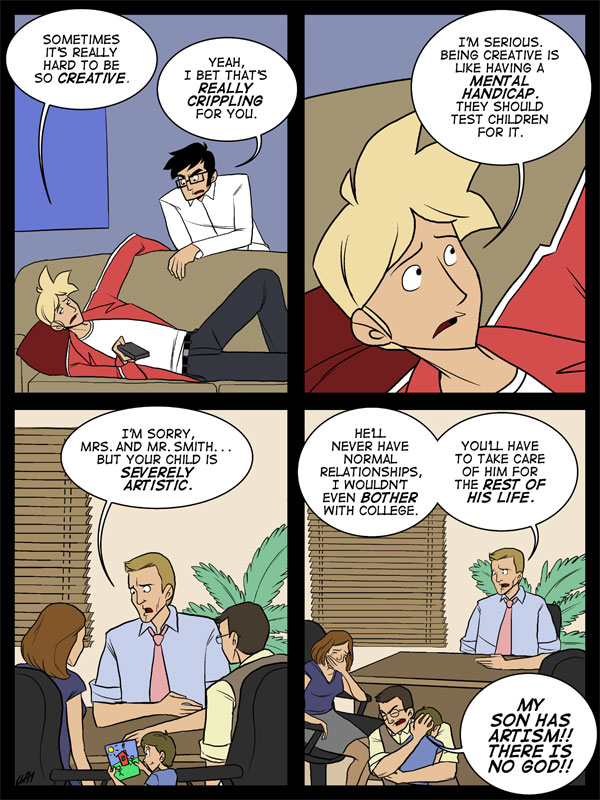 SOMETIMES
IT'S REALLY
HARD TO BE
SO CREATIVE.
YEAH,
I BET THAT'S
REALLY
CRIPPLING
FOR YOU.
I'M SERIOUS.
BEING CREATIVE IS
LIKE HAVING A
MENTAL
HANDICAP.
THEY SHOULD
TEST CHILDREN
FOR IT.
I'M SORRY,
MRS. AND MR. SMITH...
BUT YOUR CHILD IS
SEVERELY
ARTISTIC.
HE'LL
NEVER HAVE
NORMAL
RELATIONSHIPS,
I WOULDN'T
EVEN BOTHER
WITH COLLEGE.
YOU'LL HAVE
TO TAKE CARE
OF HIM FOR
THE REST OF
HIS LIFE.
MY
SON HAS
ARTISM!!
THERE IS
NO GOD!!